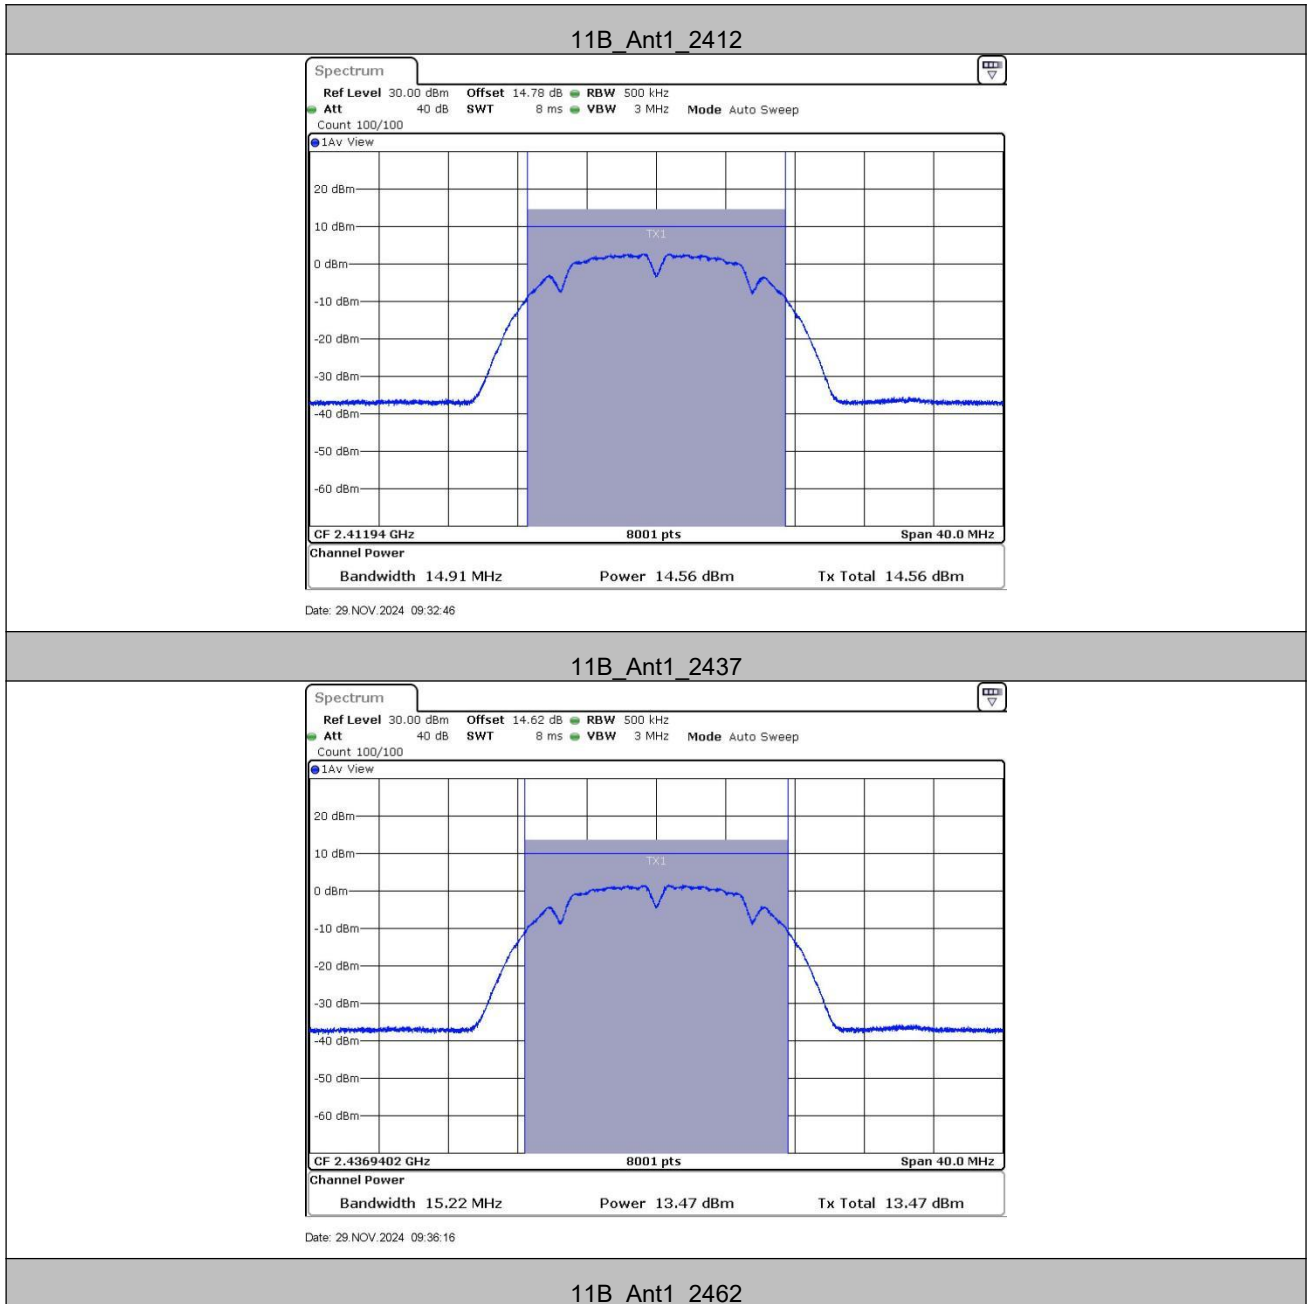 11B_Ant1_2412
Spectrum
Ref Level 30.00 dBm Offset 14.78 dB RBW 500 kHz
Att 40 dB SWT 8 ms VBW 3 MHz Mode Auto Sweep
Count 100/100
1Av View
20 dBm
10 dBm
TX1
0 dBm
-10 dBm
-20 dBm
-30 dBm
-40 dBm
-50 dBm
-60 dBm
CF 2.41194 GHz 8001 pts Span 40.0 MHz
Channel Power
Bandwidth 14.91 MHz Power 14.56 dBm Tx Total 14.56 dBm
Date: 29.NOV.2024 09:32:46
11B_Ant1_2437
Spectrum
Ref Level 30.00 dBm Offset 14.62 dB RBW 500 kHz
Att 40 dB SWT 8 ms VBW 3 MHz Mode Auto Sweep
Count 100/100
1Av View
20 dBm
10 dBm
TX1
0 dBm
-10 dBm
-20 dBm
-30 dBm
-40 dBm
-50 dBm
-60 dBm
CF 2.4369402 GHz 8001 pts Span 40.0 MHz
Channel Power
Bandwidth 15.22 MHz Power 13.47 dBm Tx Total 13.47 dBm
Date: 29.NOV.2024 09:36:16
11B_Ant1_2462